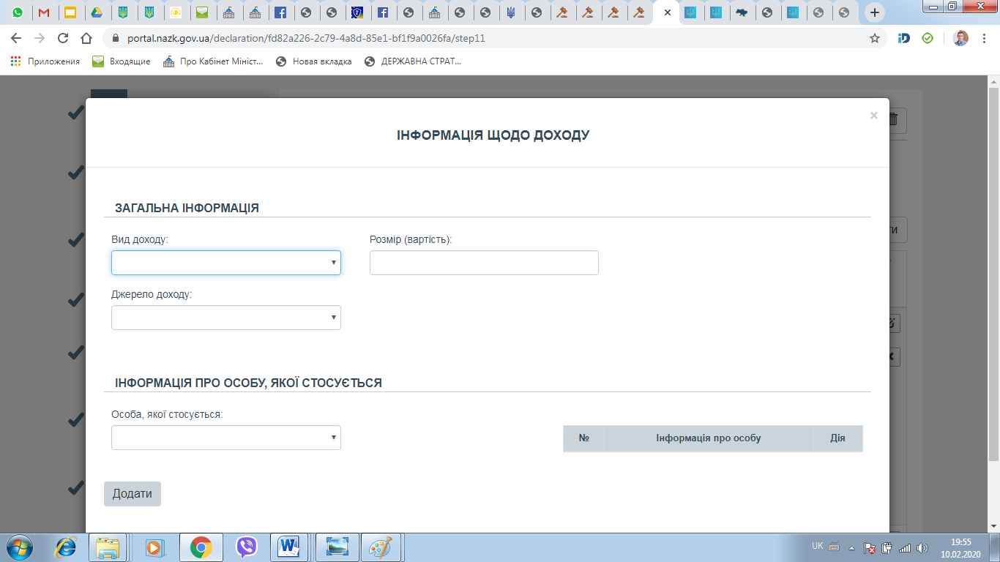 portal.nazk.gov.ua/declaration/fd82a226-2c79-4a8d-85e1-bf1f9a0026fa/step11
Приложения Входящие Про Кабінет Мініст... Новая вкладка ДЕРЖАВНА СТРАТ...
ІНФОРМАЦІЯ ЩОДО ДОХОДУ
×
ЗАГАЛЬНА ІНФОРМАЦІЯ
Вид доходу: Розмір (вартість):
Джерело доходу:
ІНФОРМАЦІЯ ПРО ОСОБУ, ЯКОЇ СТОСУЄТЬСЯ
Особа, якої стосується:
№ Інформація про особу Дія
Додати
UK 19:55
10.02.2020